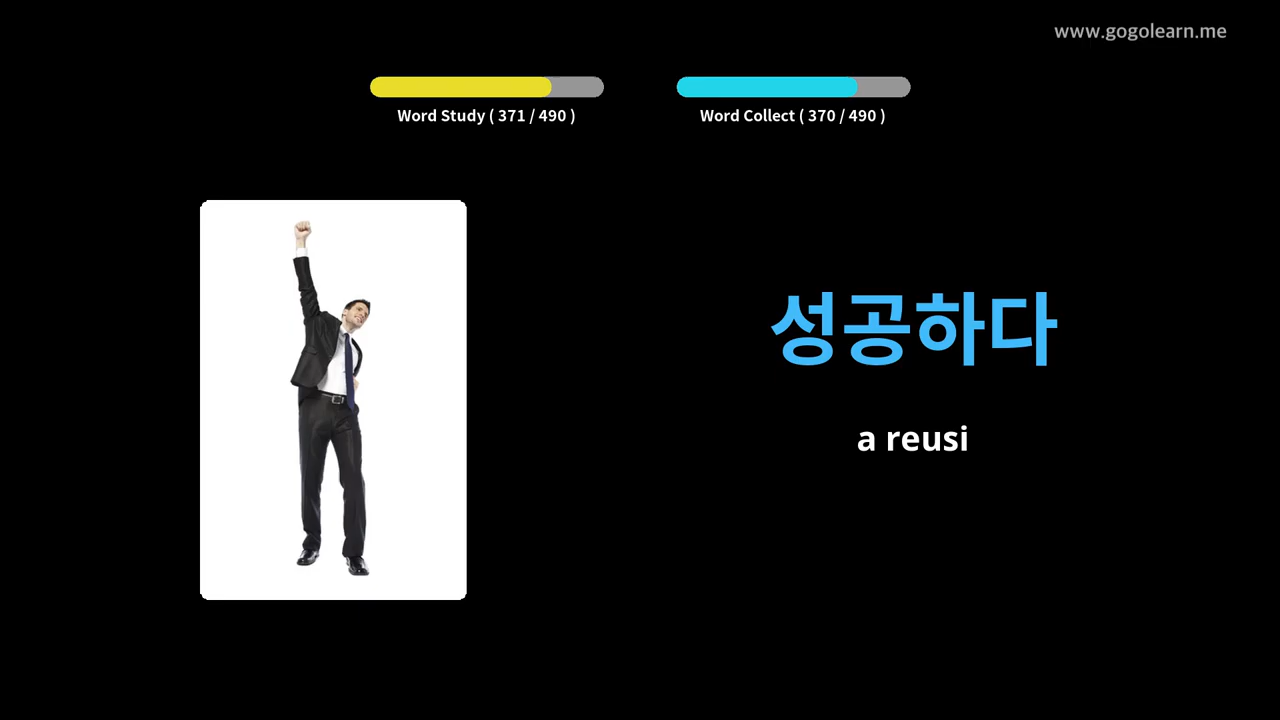 www.gogolearn.me
Word Study ( 371 / 490 )
Word Collect ( 370 / 490 )
성공하다
a reusi